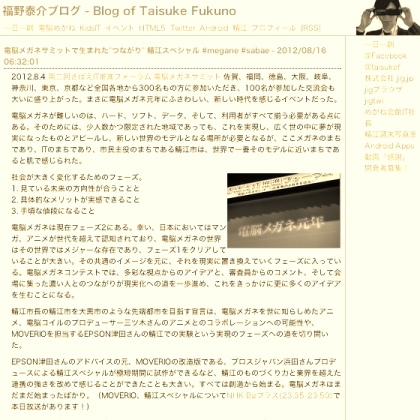 福野泰介ブログ - Blog of Taisuke Fukuno
一日一創 電脳めがね KidsIT イベント HTML5 Twitter Android 鯖江 プロフィール [RSS]
電脳メガネサミットで生まれた"つながり" 鯖江スペシャル #megane #sabae - 2012/08/16
06:32:01
2012.8.4 第二回さばえIT推進フォーラム 電脳メガネサミット 佐賀、福岡、徳島、大阪、岐阜、
神奈川、東京、京都など全国各地から300名もの方に参加いただき、100名が参加した交流会も
大いに盛り上がった。まさに電脳メガネ元年にふさわしい、新しい時代を感じるイベントだった。
電脳メガネが難しいのは、ハード、ソフト、データ、そして、利用者がすべて揃う必要がある点に
ある。そのためには、少人数かつ限定された地域であっても、これを実現し、広く世の中に夢が現
実になったものとアピールし、新しい世界のモデルとなる場所が必要となるが、ここメガネのまち
であり、ITのまちであり、市民主役のまちである鯖江市は、世界で一番そのモデルに近いまちであ
ると肌で感じられた。
社会が大きく変化するためのフェーズ。
1. 見ている未来の方向性が合うことと
2. 具体的なメリットが実感できること
3. 手頃な値段になること
電脳メガネ元年
電脳メガネは現在フェーズ2にある。幸い、日本においてはマン
ガ、アニメが世代を超えて認知されており、電脳メガネの世界
はその世界ではメジャーな存在であり、フェーズ1をクリアして
いることが大きい。その共通のイメージを元に、それを現実に置き換えていくフェーズに入ってい
る。電脳メガネコンテストでは、多彩な視点からのアイデアと、審査員からのコメント、そして会
場に集った濃い人とのつながりが現実化への道を一歩進め、これをきっかけに更に多くのアイデア
を生むことになる。
鯖江市長の鯖江市を大黒市のような先端都市を目指す宣言は、電脳メガネを世に知らしめたアニ
メ、電脳コイルのプロデューサー三ツ木さんのアニメとのコラボレーションへの可能性や、
MOVERIOを担当するEPSON津田さんの鯖江での実験という実現のフェーズへの道を切り開い
た。
EPSON津田さんのアドバイスの元、MOVERIOの改造版である、プロスジャパン浜田さんプロデ
ュースによる鯖江スペシャルが極短期間に試作ができるなど、鯖江のものづくり力と業界を超えた
連携の強さを改めて感じることができたことも大きい。すべては創造から始まる。電脳メガネはま
だまだ始まったばかり。（MOVERIO、鯖江スペシャルについてNHK Bizプラス(23:35-23:55)で
本日放送があります！）
一日一創
@Facebook
@taisukef
株式会社 jig.jp
jigブラウザ
jigtwi
めがね会館IT社
長
Android Apps